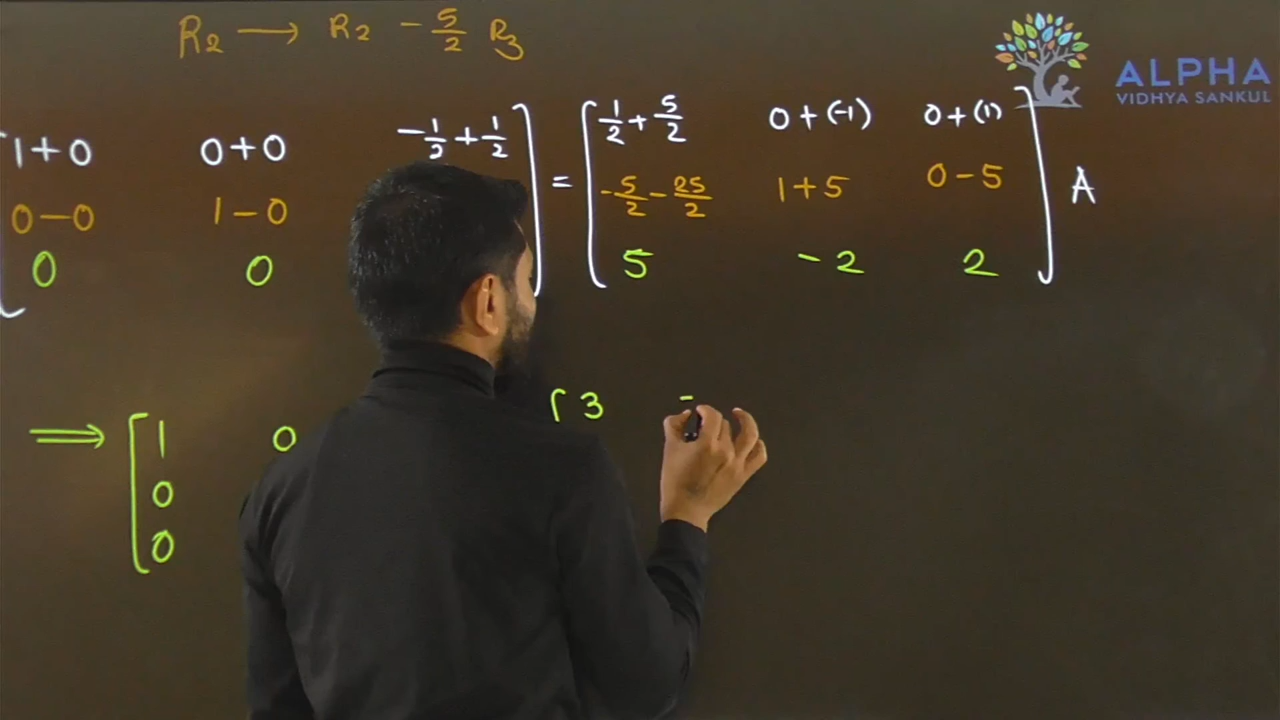 R₂ → R₂ - 5/2 R₃
ALPHA
VIDHYA SANKUL
1+0 0+0 -1/2+1/2 = 1/2+5/2 0+(-1) 0+(1)
0-0 1-0 -5/2-25/2 1+5 0-5 A
0 0 5 -2 2
⟹ [ 1 0 [ 3 -
0
0